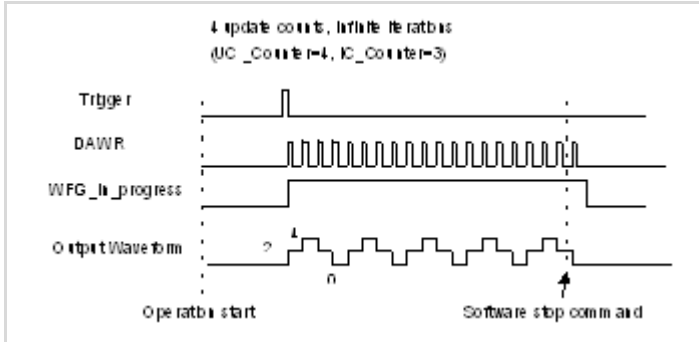 4 update counts, infinite iterations
(UC_Counter=4, IC_Counter=3)
Trigger
DAWR
WFG_in_progress
Output Waveform
2
4
0
Operation start
Software stop command